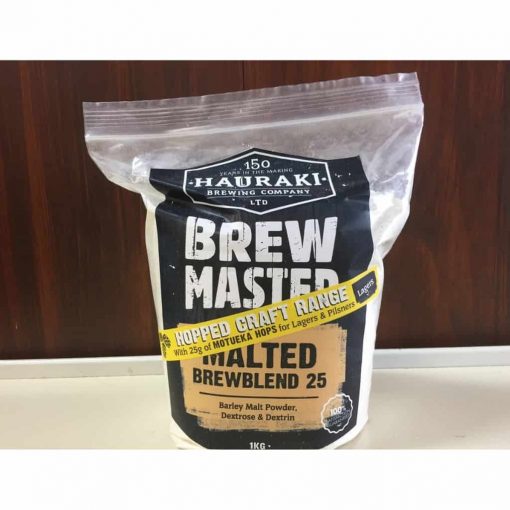 150
YEARS IN THE MAKING
HAURAKI
BREWING COMPANY
LTD
BREW
MASTER
HOPPED CRAFT RANGE
With 25g of MOTUEKA HOPS for Lagers & Pilsners
Lagers
MALTED
BREWBLEND 25
Barley Malt Powder,
Dextrose & Dextrin
100%
1KG